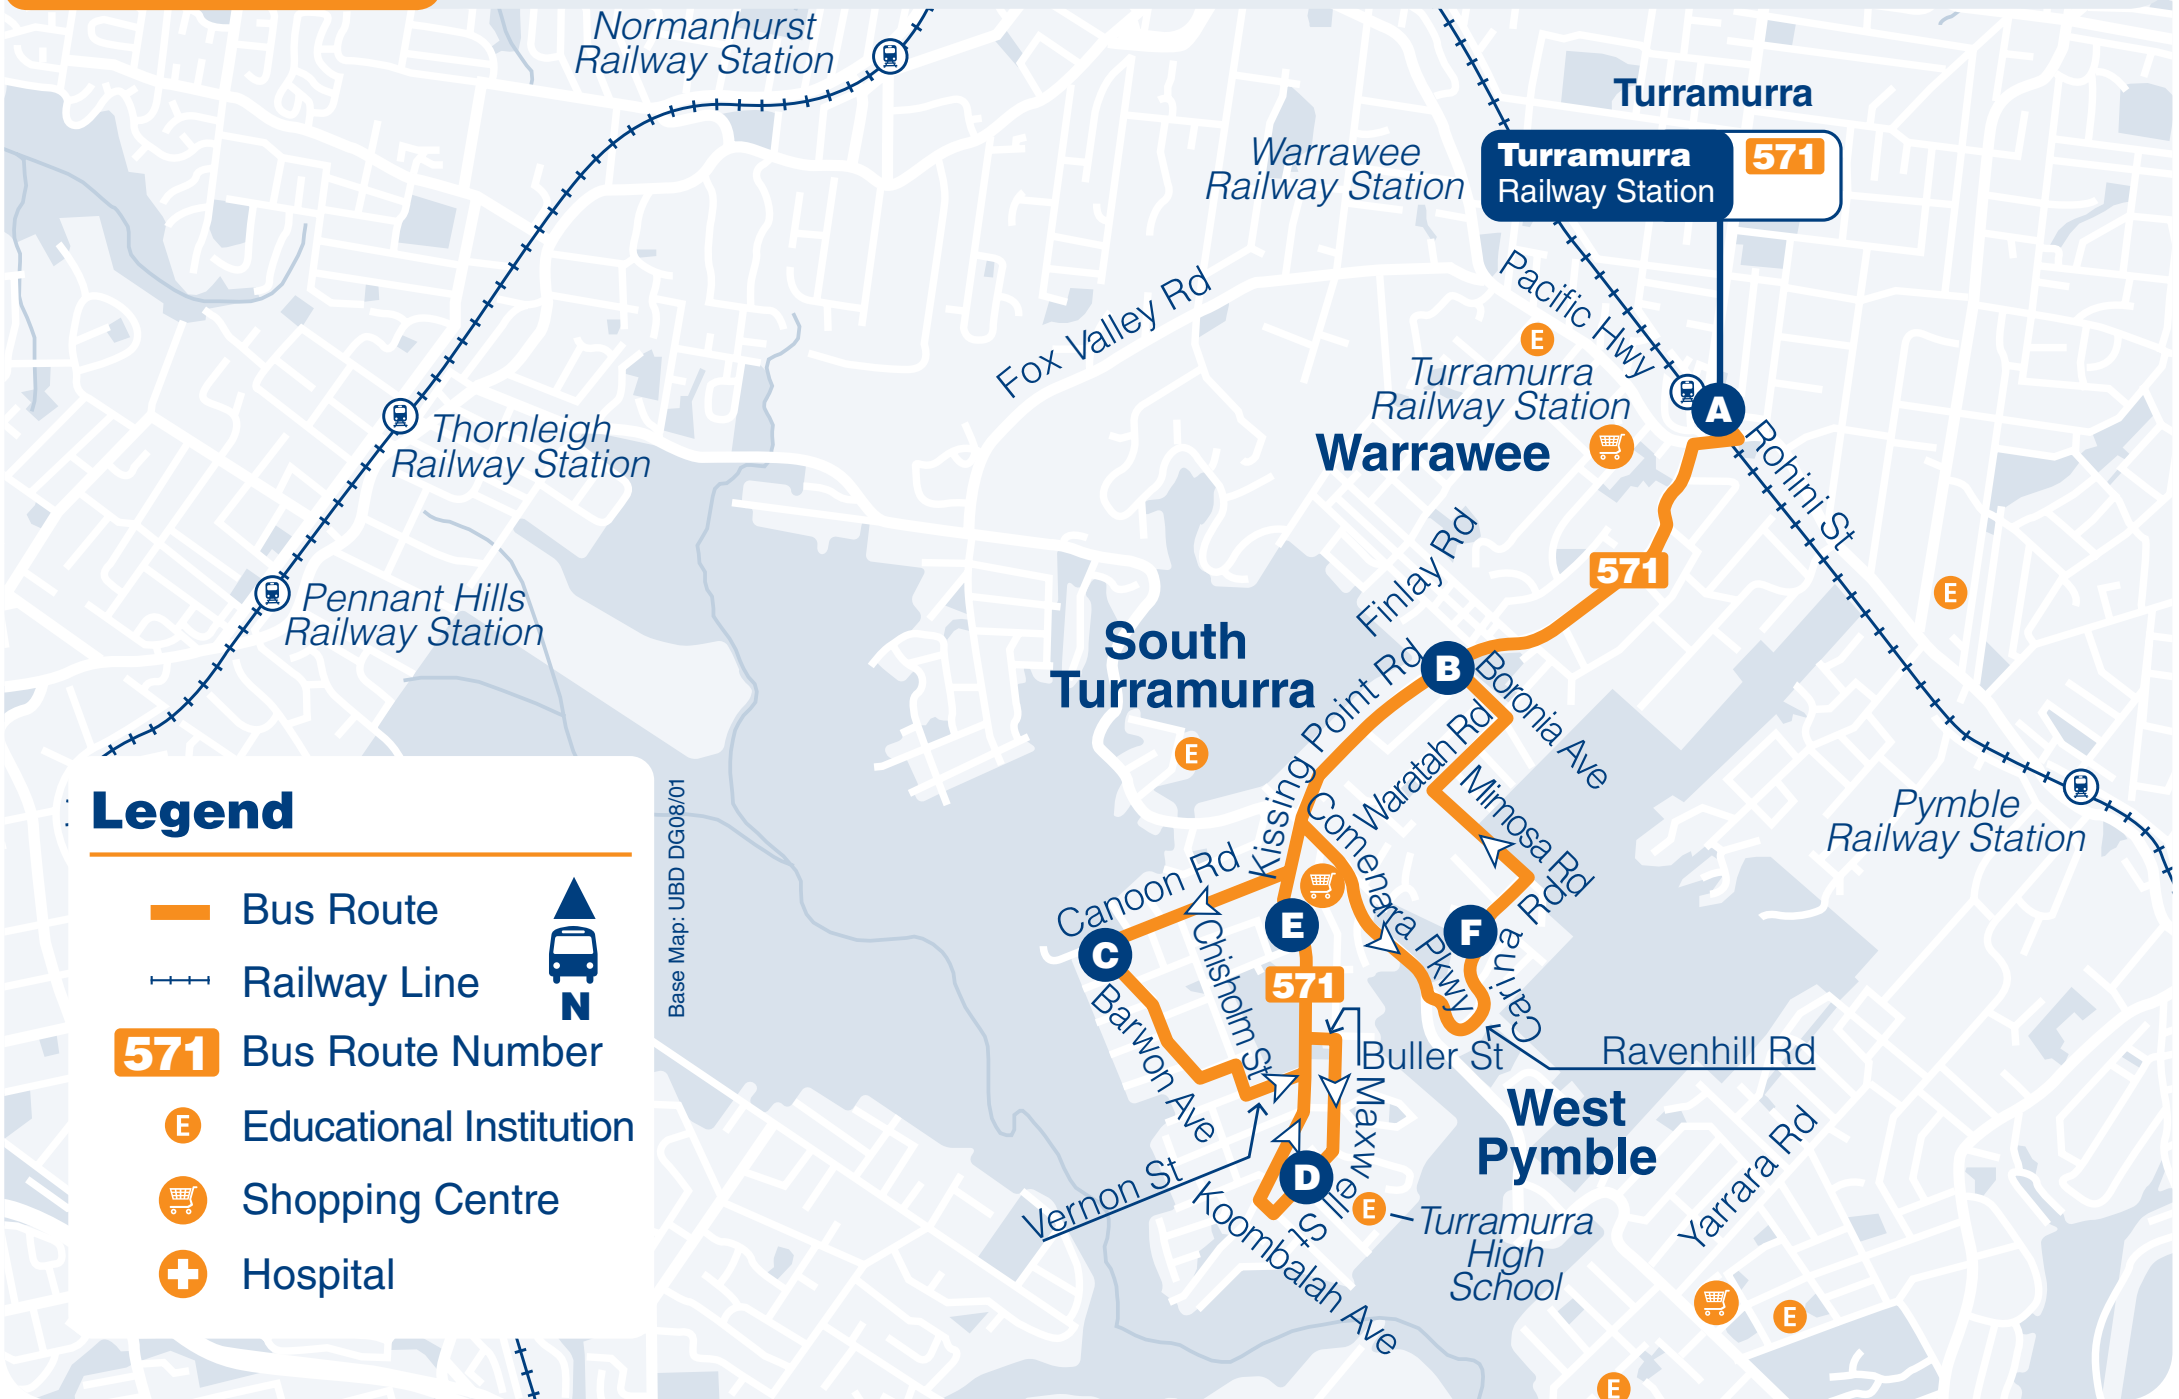 Normanhurst
Railway Station
Turramurra
Warrawee
Railway Station
Turramurra
Railway Station
571
Pacific Hwy
Fox Valley Rd
Turramurra
Railway Station
A
Warrawee
Rohini St
Thornleigh
Railway Station
Finlay Rd
571
Pennant Hills
Railway Station
South
Turramurra
B
Kissing Point Rd
Boronia Ave
Waratah Rd
Mimosa Rd
Comenarra Pkwy
Pymble
Railway Station
Canoon Rd
C
E
F
Carina Rd
Chisholm St
571
Barwon Ave
Buller St
Ravenhill Rd
Maxwell St
West
Pymble
D
Vernon St
Koombalah Ave
Turramurra
High
School
Yarrara Rd
E
E
E
E
E
E
Legend
Bus Route
Railway Line
N
571
Bus Route Number
E
Educational Institution
Shopping Centre
Hospital
Base Map: UBD DG08/01